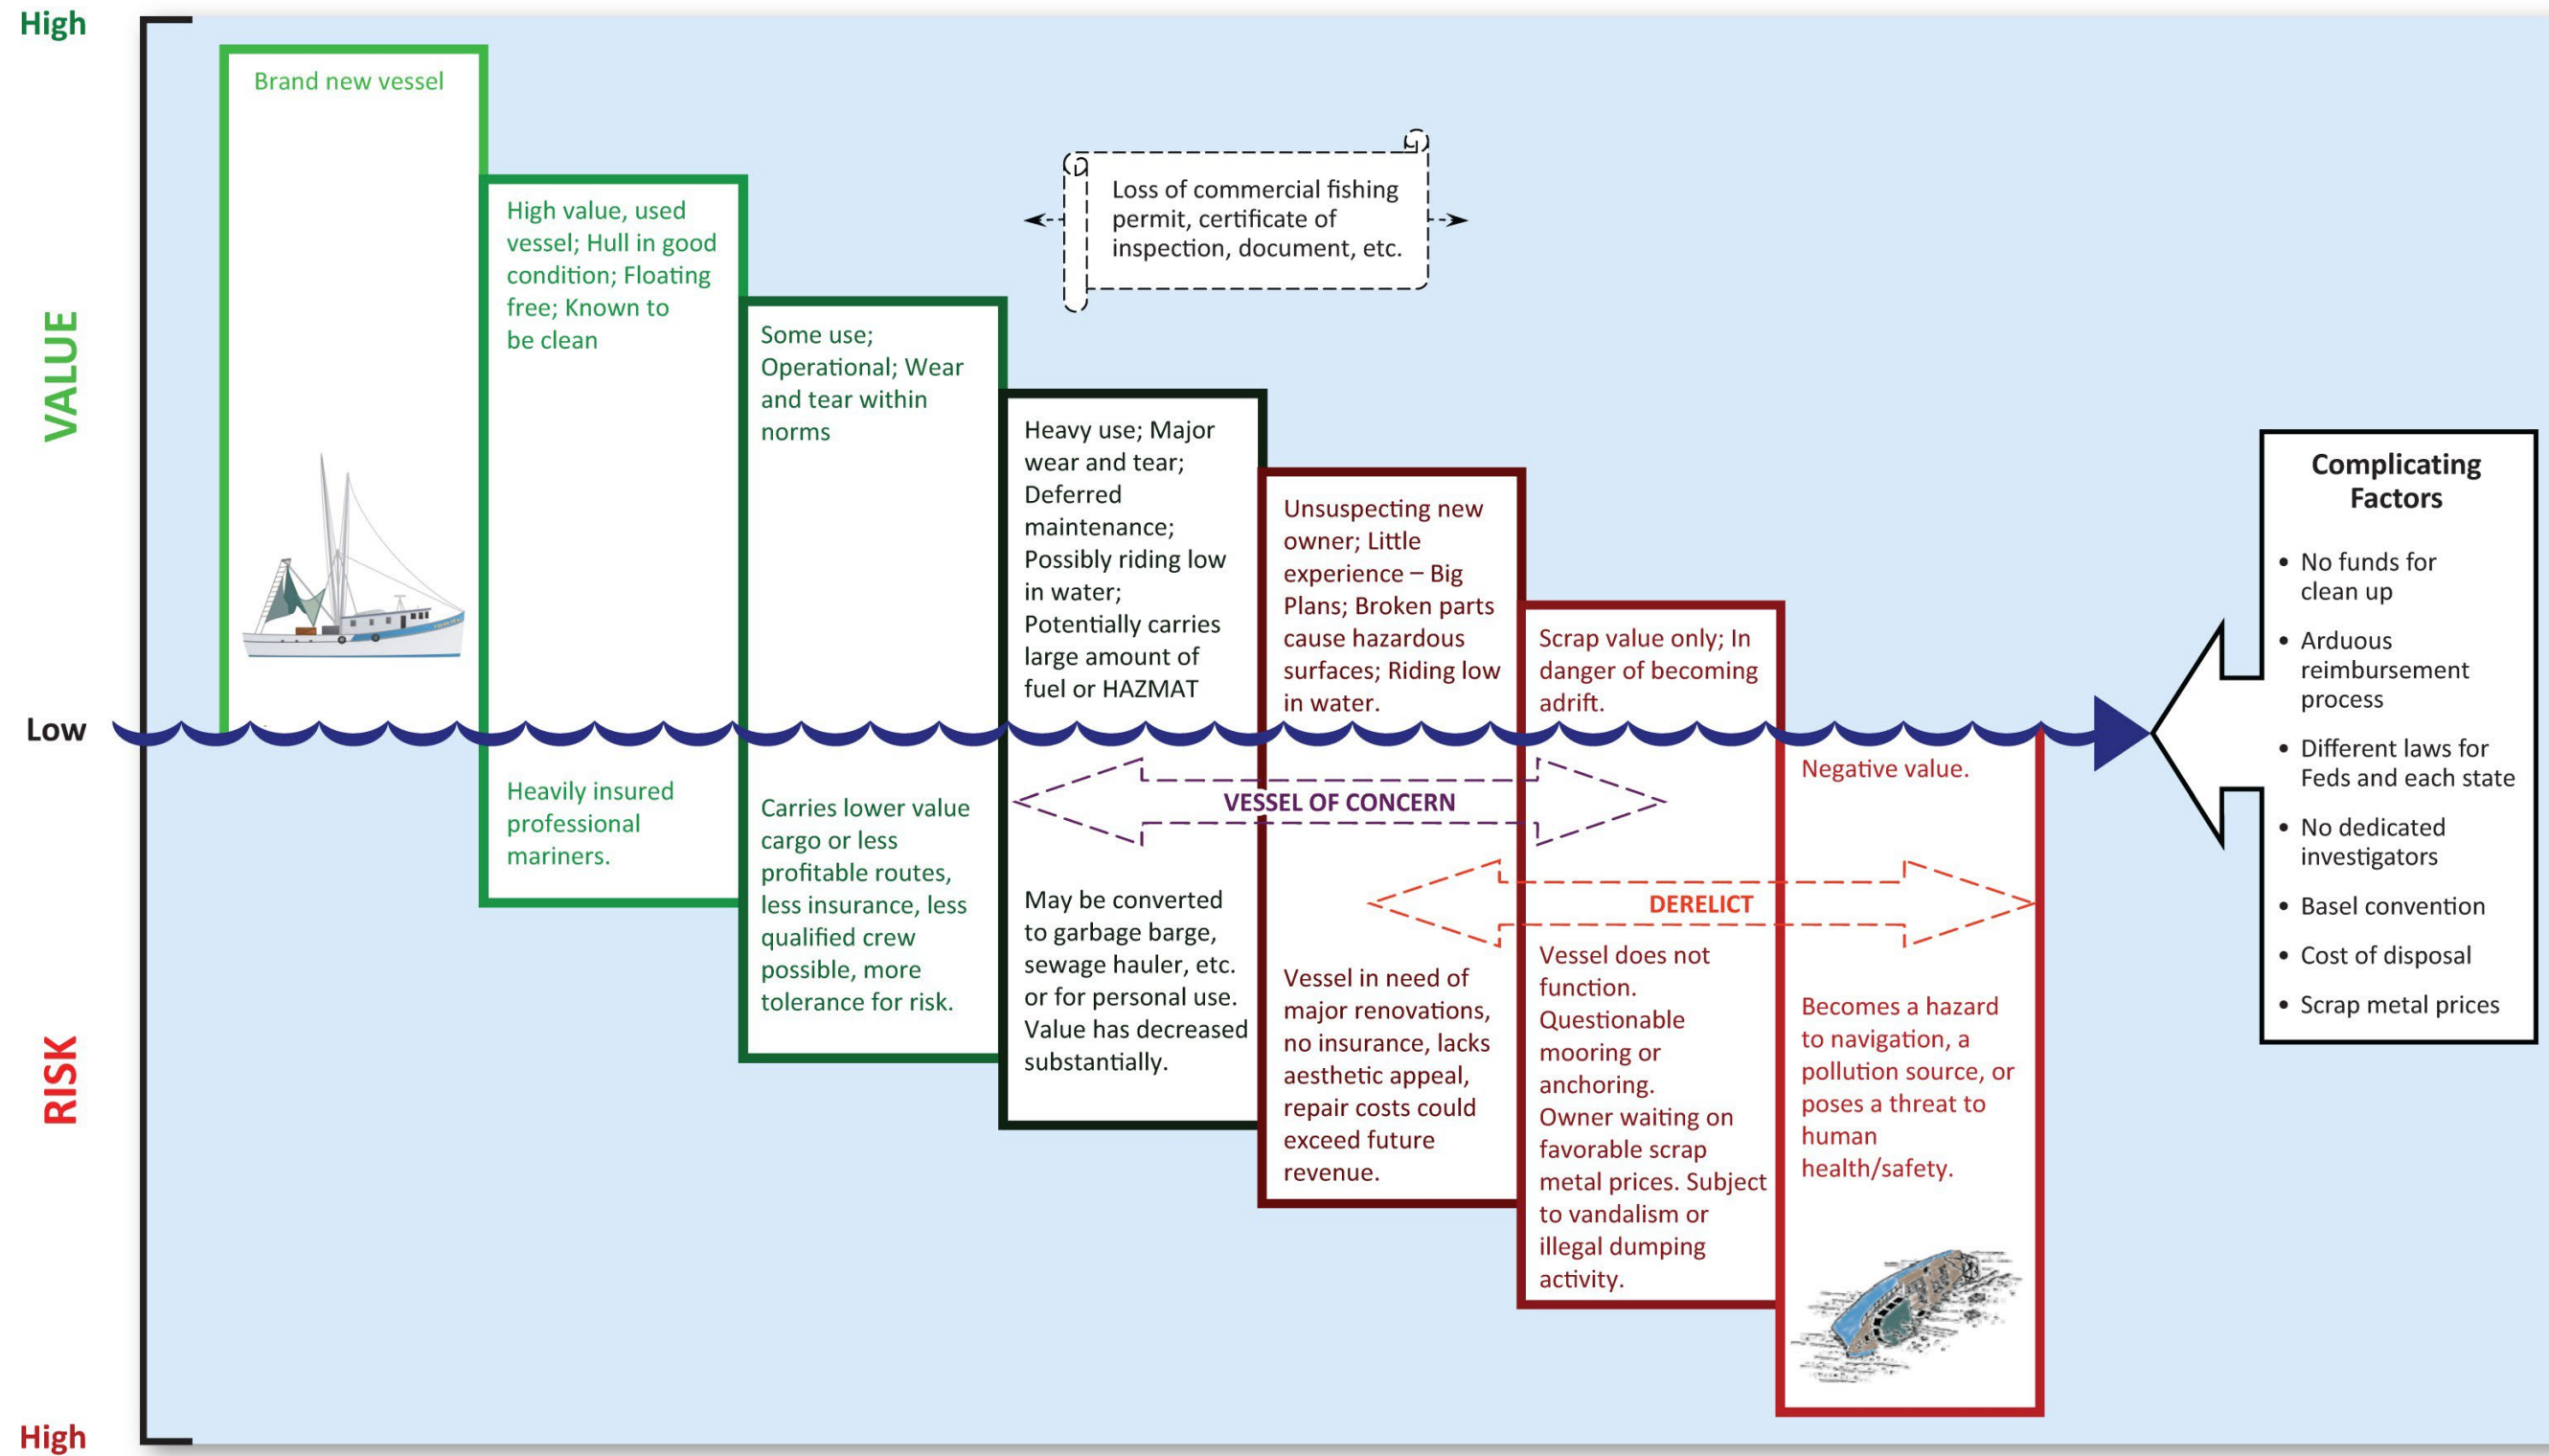 High
VALUE
Low
RISK
High
Brand new vessel
High value, used
vessel; Hull in good
condition; Floating
free; Known to
be clean
Heavily insured
professional
mariners.
Some use;
Operational; Wear
and tear within
norms
Carries lower value
cargo or less
profitable routes,
less insurance, less
qualified crew
possible, more
tolerance for risk.
Loss of commercial fishing
permit, certificate of
inspection, document, etc.
Heavy use; Major
wear and tear;
Deferred
maintenance;
Possibly riding low
in water;
Potentially carries
large amount of
fuel or HAZMAT
May be converted
to garbage barge,
sewage hauler, etc.
or for personal use.
Value has decreased
substantially.
Unsuspecting new
owner; Little
experience – Big
Plans; Broken parts
cause hazardous
surfaces; Riding low
in water.
VESSEL OF CONCERN
Vessel in need of
major renovations,
no insurance, lacks
aesthetic appeal,
repair costs could
exceed future
revenue.
Scrap value only; In
danger of becoming
adrift.
DERELICT
Vessel does not
function.
Questionable
mooring or
anchoring.
Owner waiting on
favorable scrap
metal prices. Subject
to vandalism or
illegal dumping
activity.
Negative value.
Becomes a hazard
to navigation, a
pollution source, or
poses a threat to
human
health/safety.
Complicating
Factors
• No funds for
clean up
• Arduous
reimbursement
process
• Different laws for
Feds and each state
• No dedicated
investigators
• Basel convention
• Cost of disposal
• Scrap metal prices